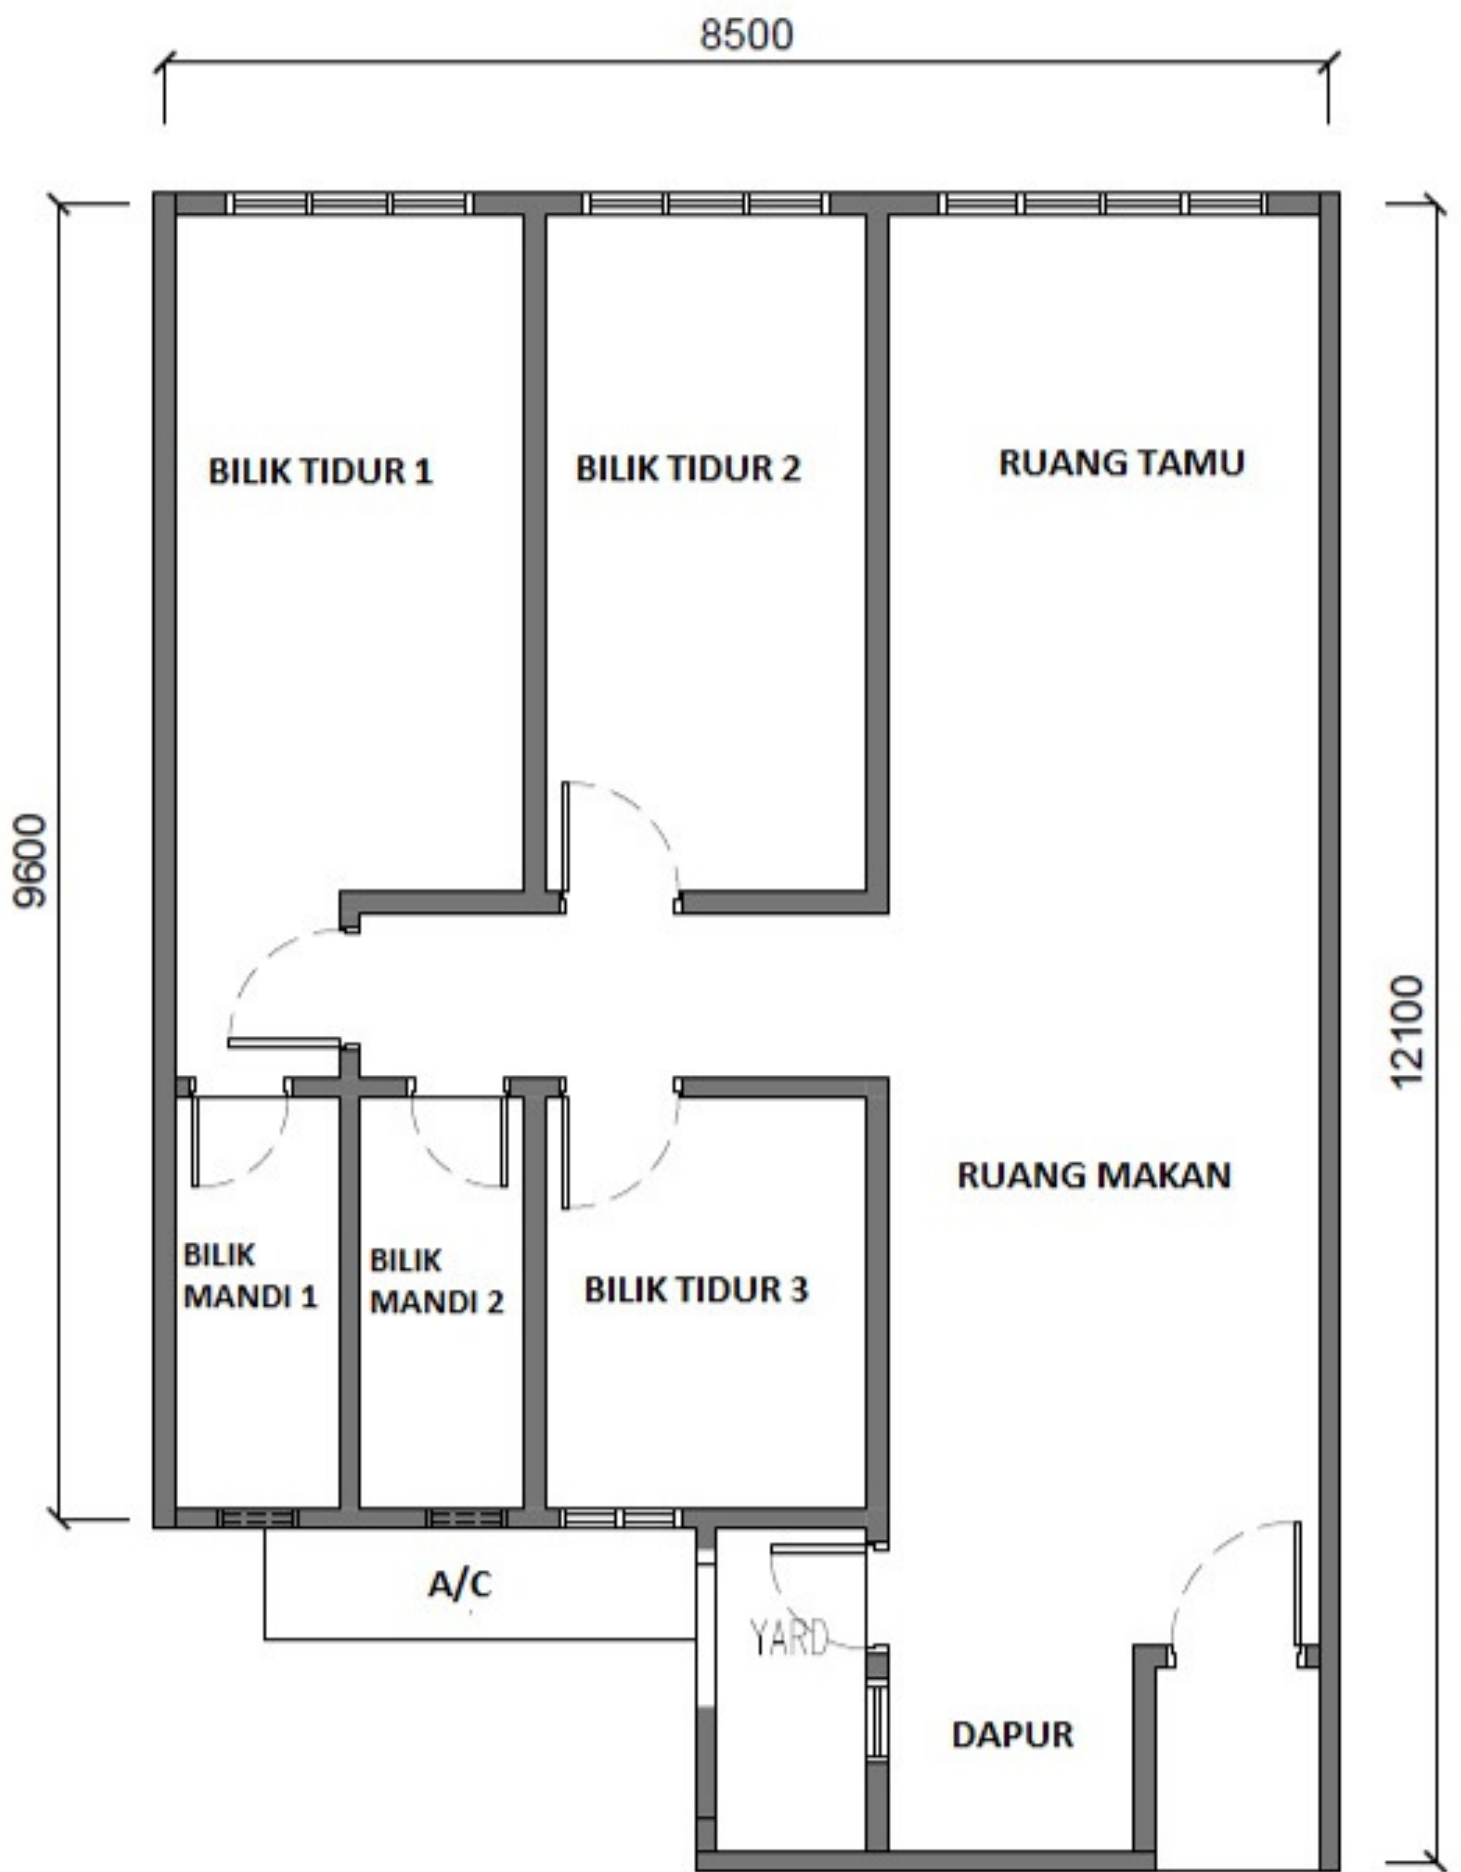 8500
BILIK TIDUR 1
BILIK TIDUR 2
RUANG TAMU
9600
12100
RUANG MAKAN
BILIK
MANDI 1
BILIK
MANDI 2
BILIK TIDUR 3
A/C
YARD
DAPUR